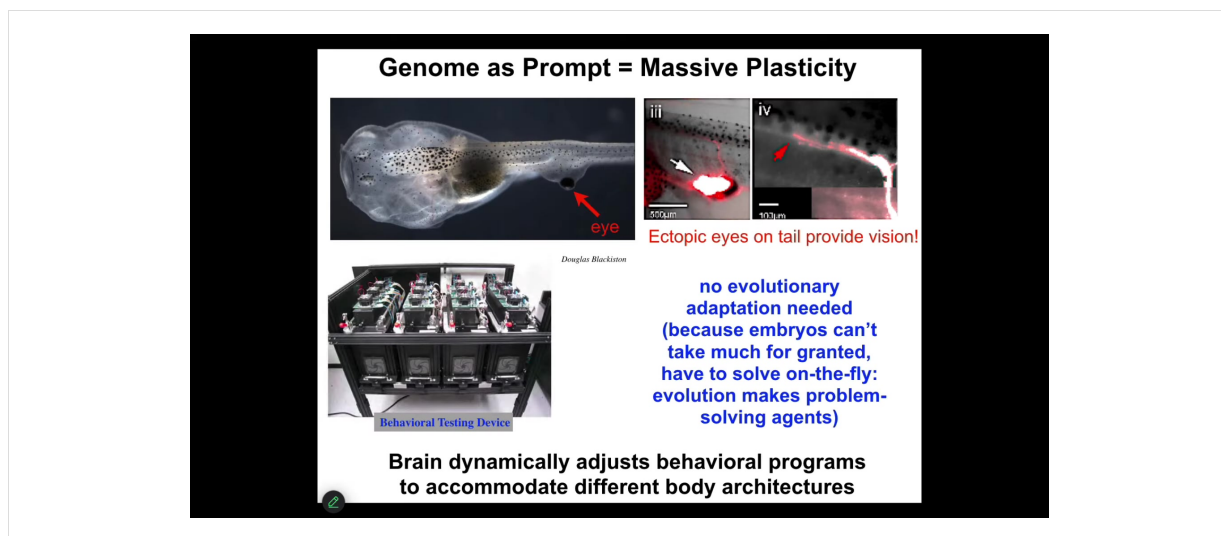 Genome as Prompt = Massive Plasticity
iii
iv
eye
500µm
100µm
Ectopic eyes on tail provide vision!
Douglas Blackiston
no evolutionary
adaptation needed
(because embryos can't
take much for granted,
have to solve on-the-fly:
evolution makes problem-
solving agents)
Behavioral Testing Device
Brain dynamically adjusts behavioral programs
to accommodate different body architectures